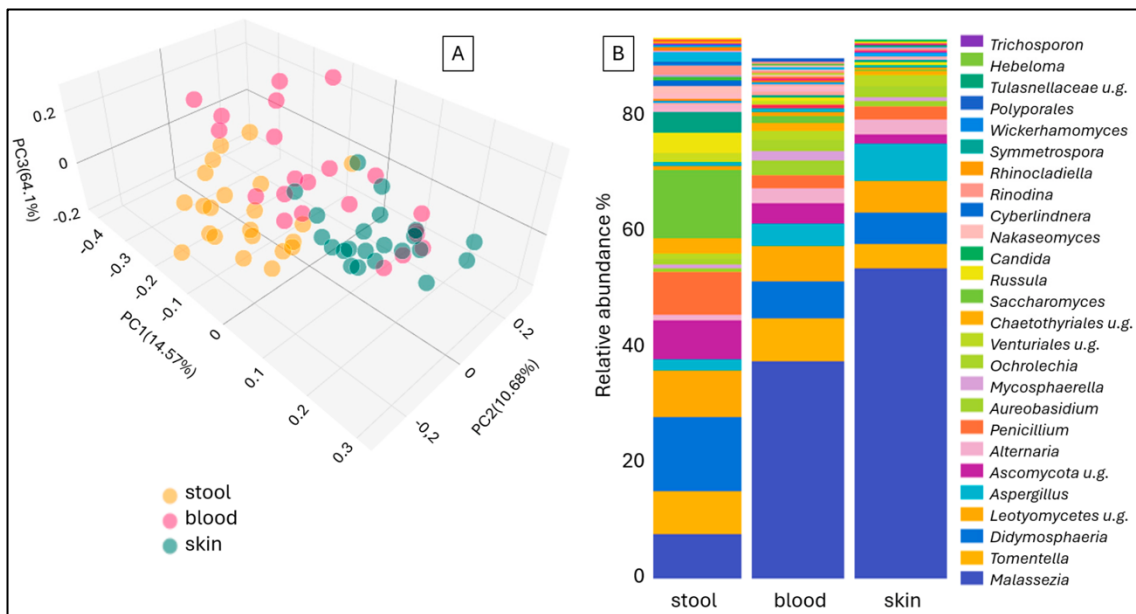 A
0.2
0
-0.2
PC3(64.1%)
-0.4
-0.3
-0.2
-0.1
0
0.1
0.2
0.3
PC1(14.57%)
0.2
0
-0.2
PC2(10.68%)
stool
blood
skin
B
Relative abundance %
80
60
40
20
0
stool
blood
skin
Trichosporon
Hebeloma
Tulasnellaceae u.g.
Polyporales
Wickerhamomyces
Symmetrospora
Rhinocladiella
Rinodina
Cyberlindnera
Nakaseomyces
Candida
Russula
Saccharomyces
Chaetothyriales u.g.
Venturiales u.g.
Ochrolechia
Mycosphaerella
Aureobasidium
Penicillium
Alternaria
Ascomycota u.g.
Aspergillus
Leotyomycetes u.g.
Didymosphaeria
Tomentella
Malassezia